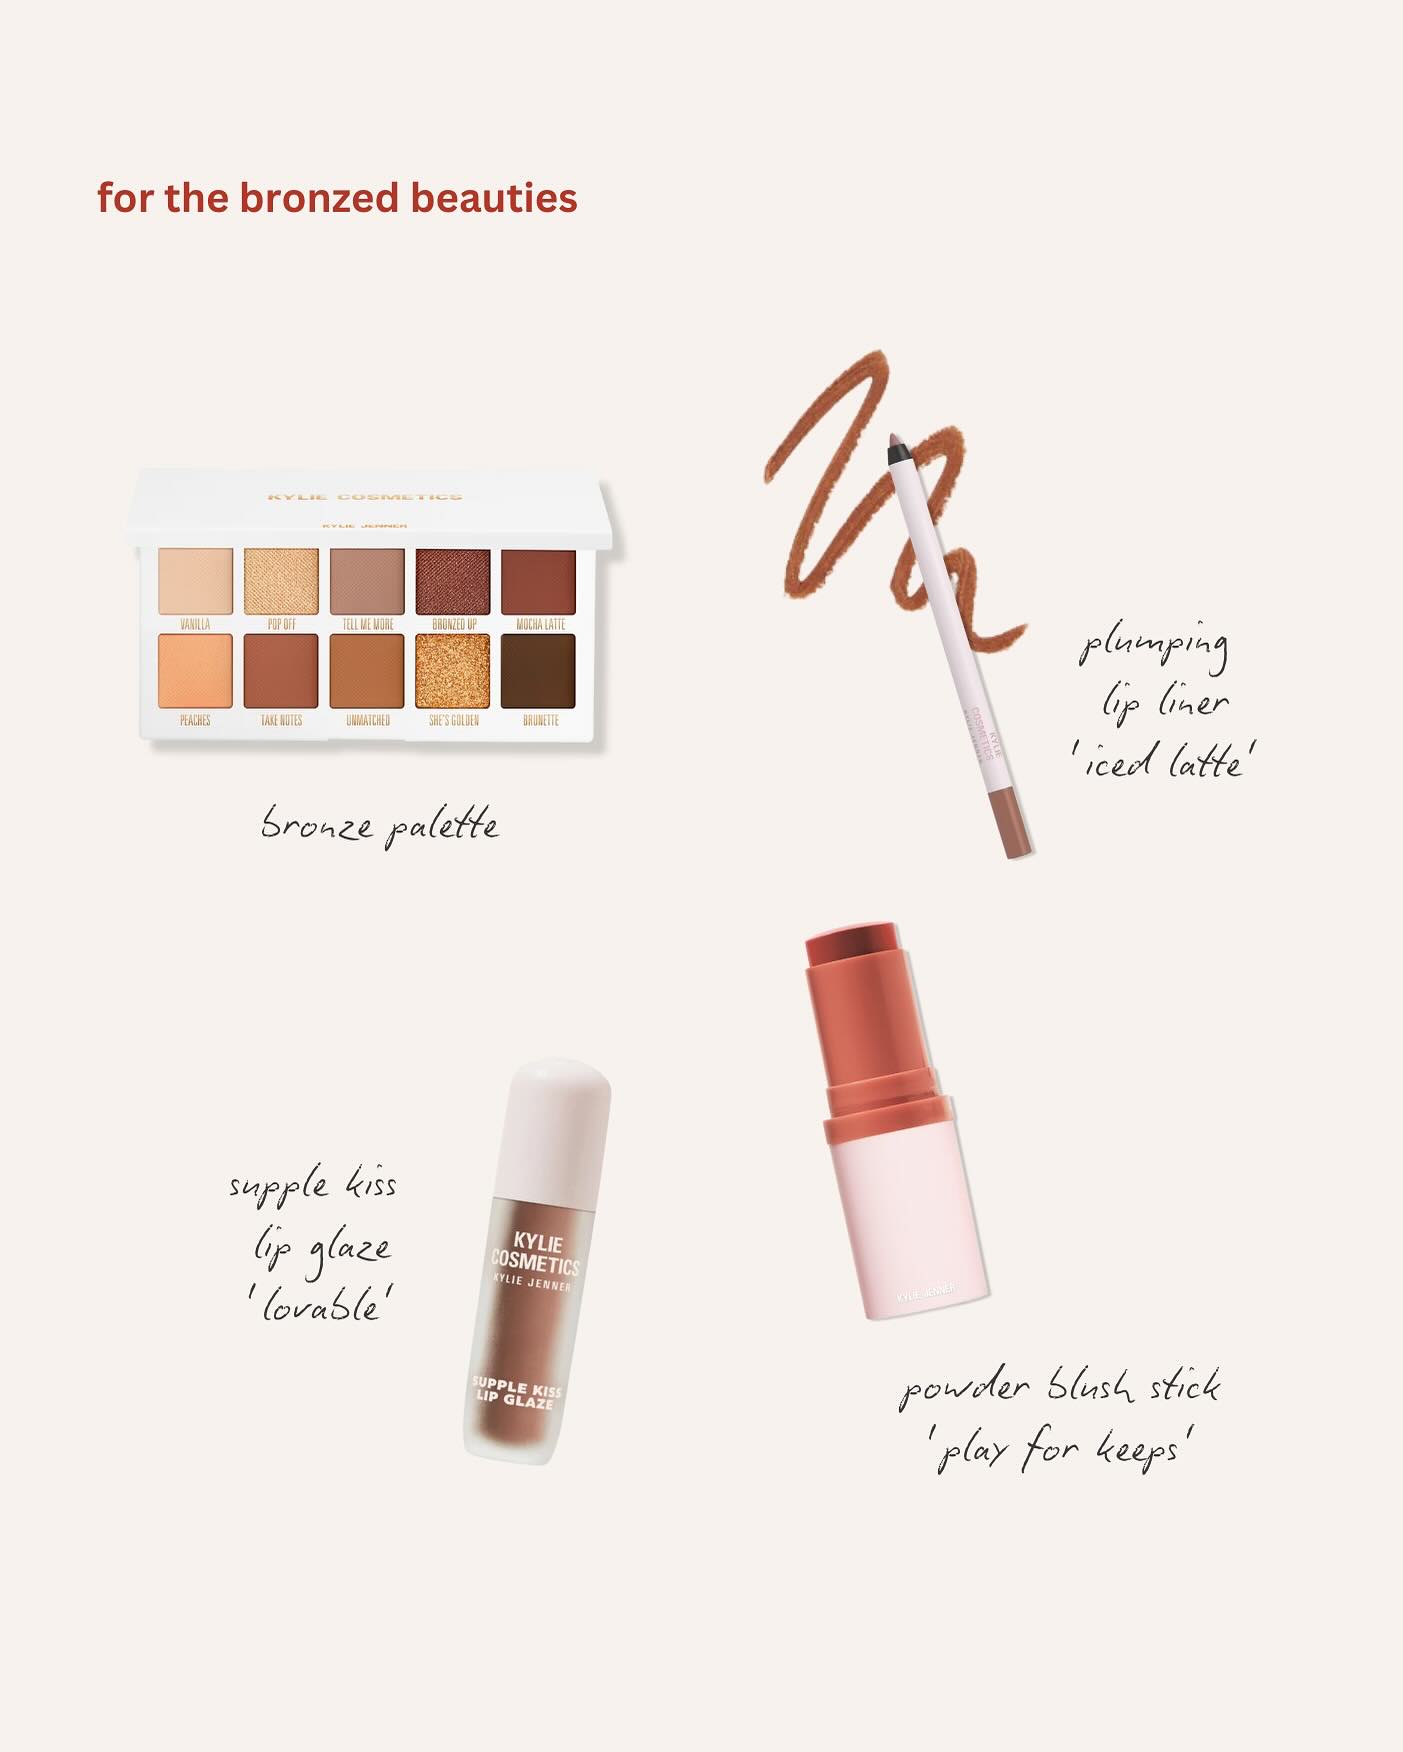 for the bronzed beauties
KYLIE COSMETICS
KYLIE JENNER
VANILLA POP OFF TELL ME MORE BRONZED UP MOCHA LATTE
PEACHES TAKE NOTES UNMATCHED SHE'S GOLDEN BRUNETTE
bronze palette
KYLIE
COSMETICS
KYLIE JENNER
plumping
lip liner
'iced latte'
supple kiss
lip glaze
'lovable'
KYLIE
COSMETICS
KYLIE JENNER
SUPPLE KISS
LIP GLAZE
KYLIE JENNER
powder blush stick
'play for keeps'